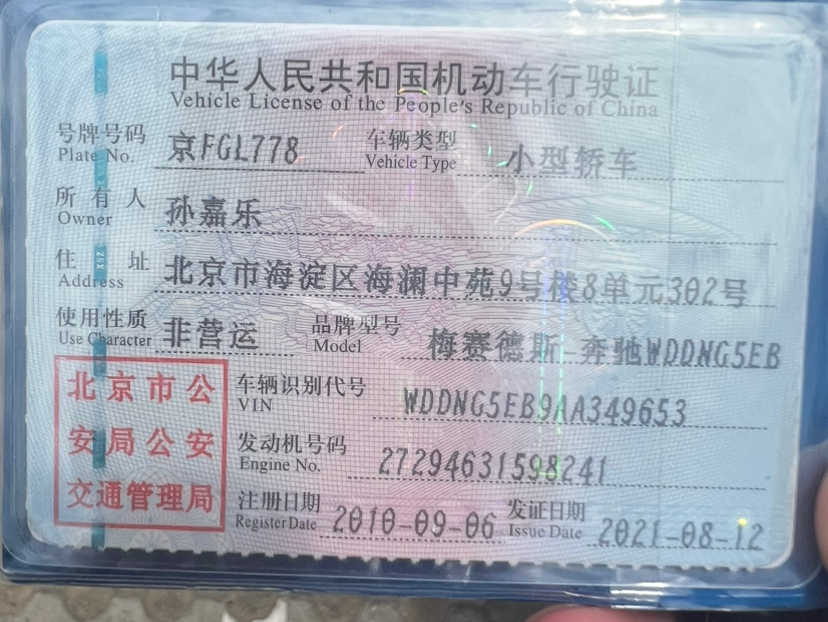 中华人民共和国机动车行驶证
Vehicle License of the People's Republic of China
号牌号码 京FGL778 车辆类型 小型轿车
Plate No. Vehicle Type
所有人 孙嘉乐
Owner
住址 北京市海淀区海澜中苑9号楼8单元302号
Address
使用性质 非营运 品牌型号 梅赛德斯-奔驰WDDNG5EB
Use Character Model
北京市公
安局公安
交通管理局
车辆识别代号 WDDNG5EB9AA349653
VIN
发动机号码 27294631598241
Engine No.
注册日期 2010-09-06 发证日期 2021-08-12
Register Date Issue Date